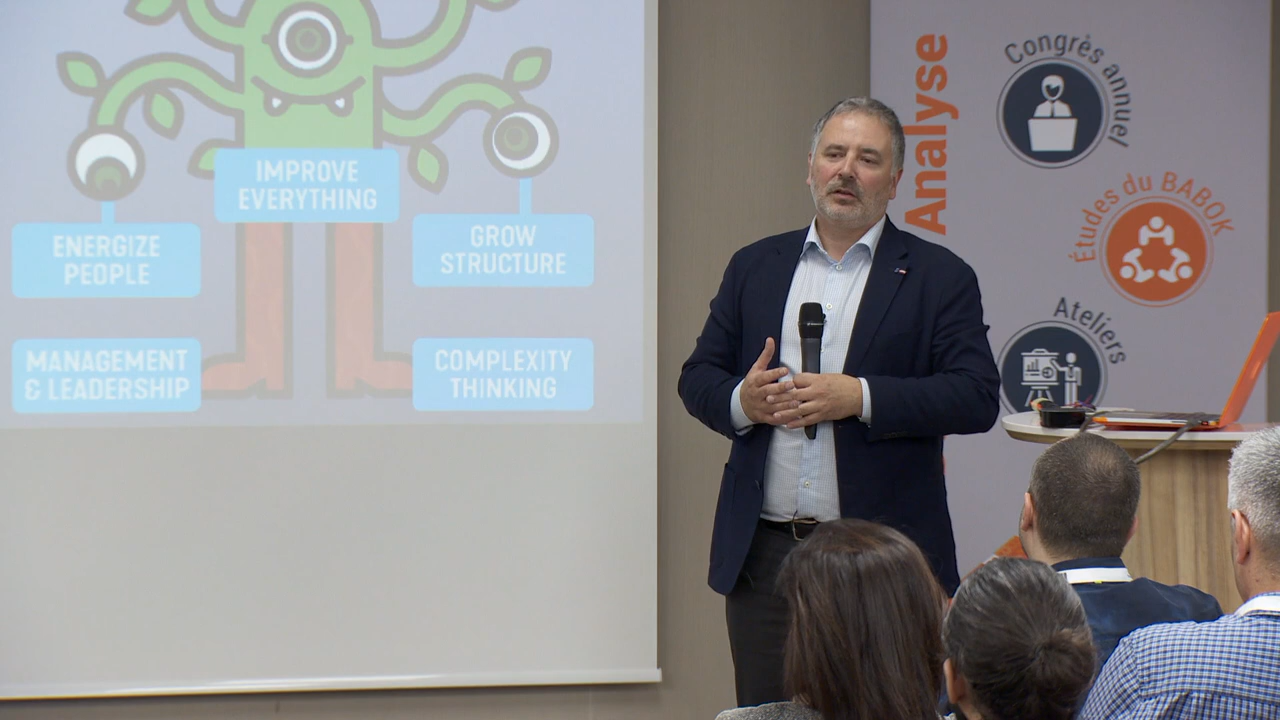 IMPROVE
EVERYTHING
ENERGIZE
PEOPLE
GROW
STRUCTURE
MANAGEMENT
& LEADERSHIP
COMPLEXITY
THINKING
Analyse
Congrès annuel
Études du BABOK
Ateliers